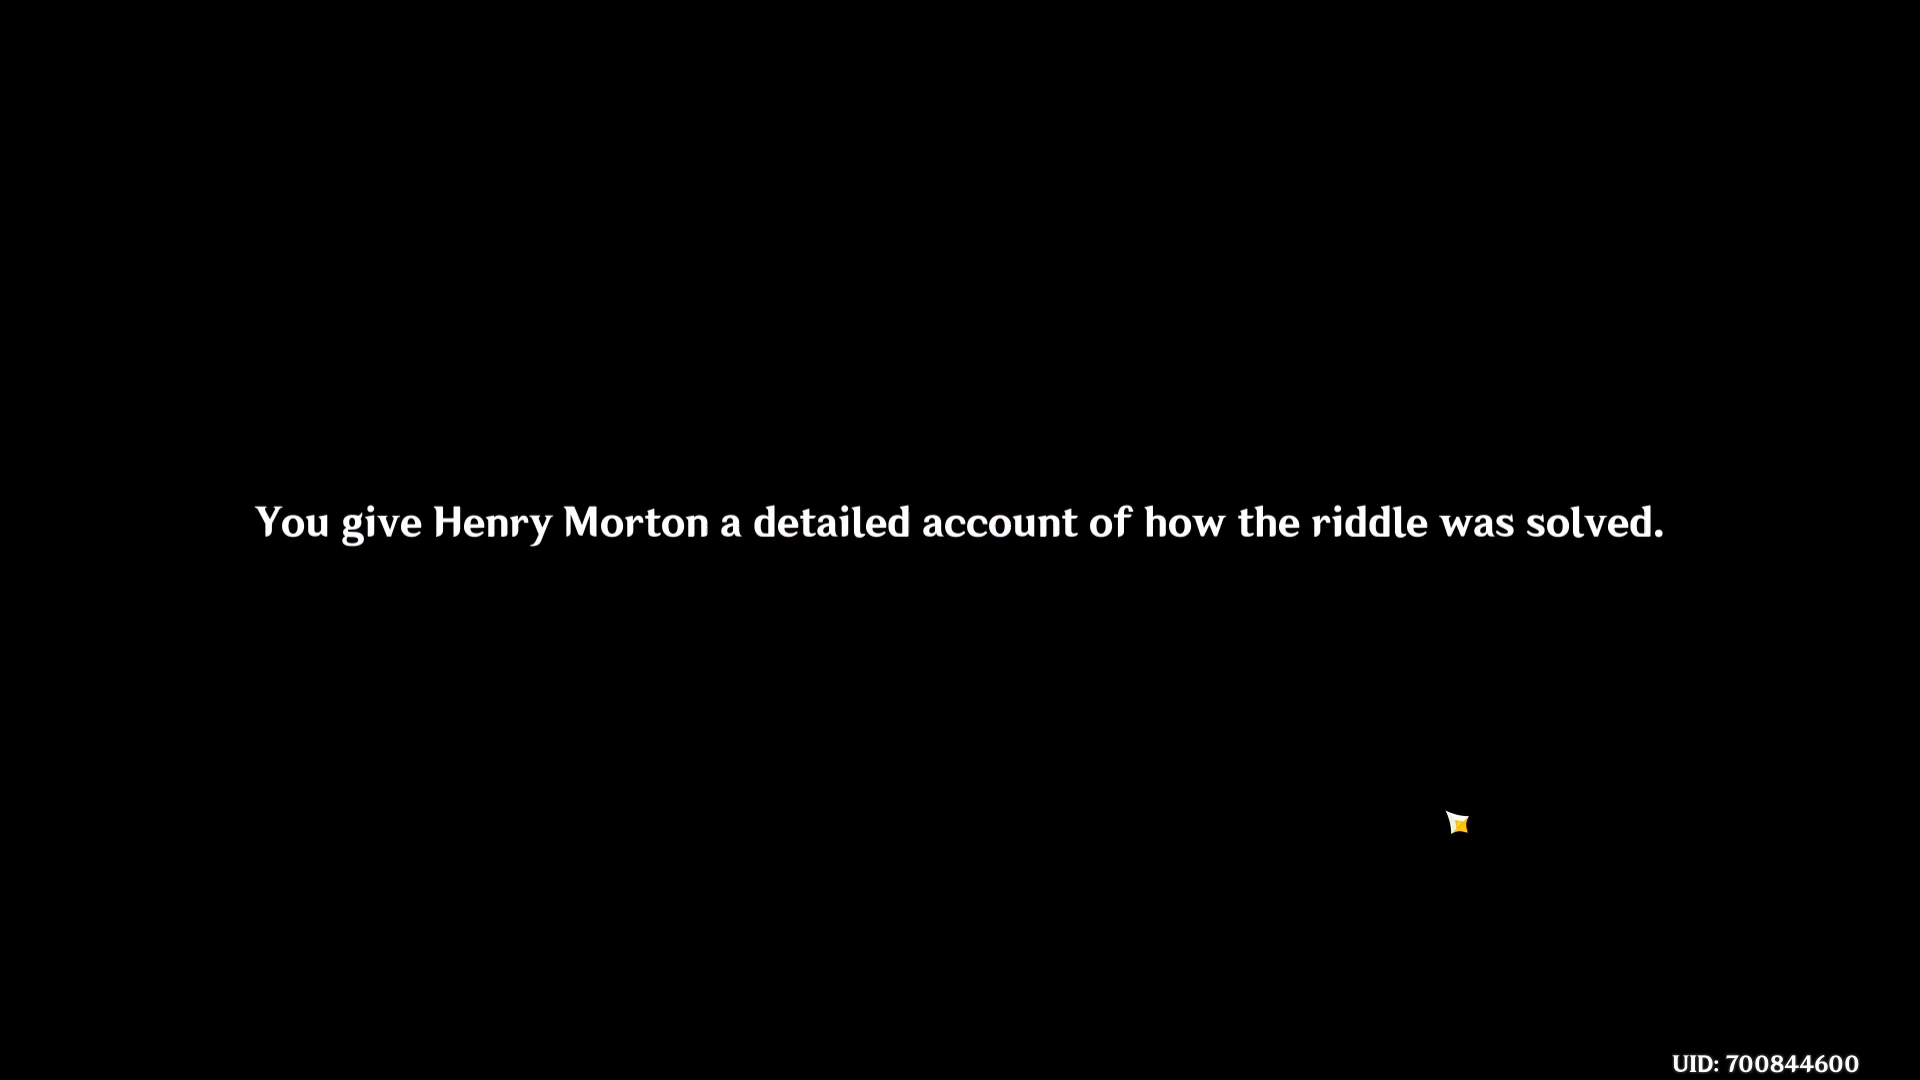 You give Henry Morton a detailed account of how the riddle was solved.
UID: 700844600